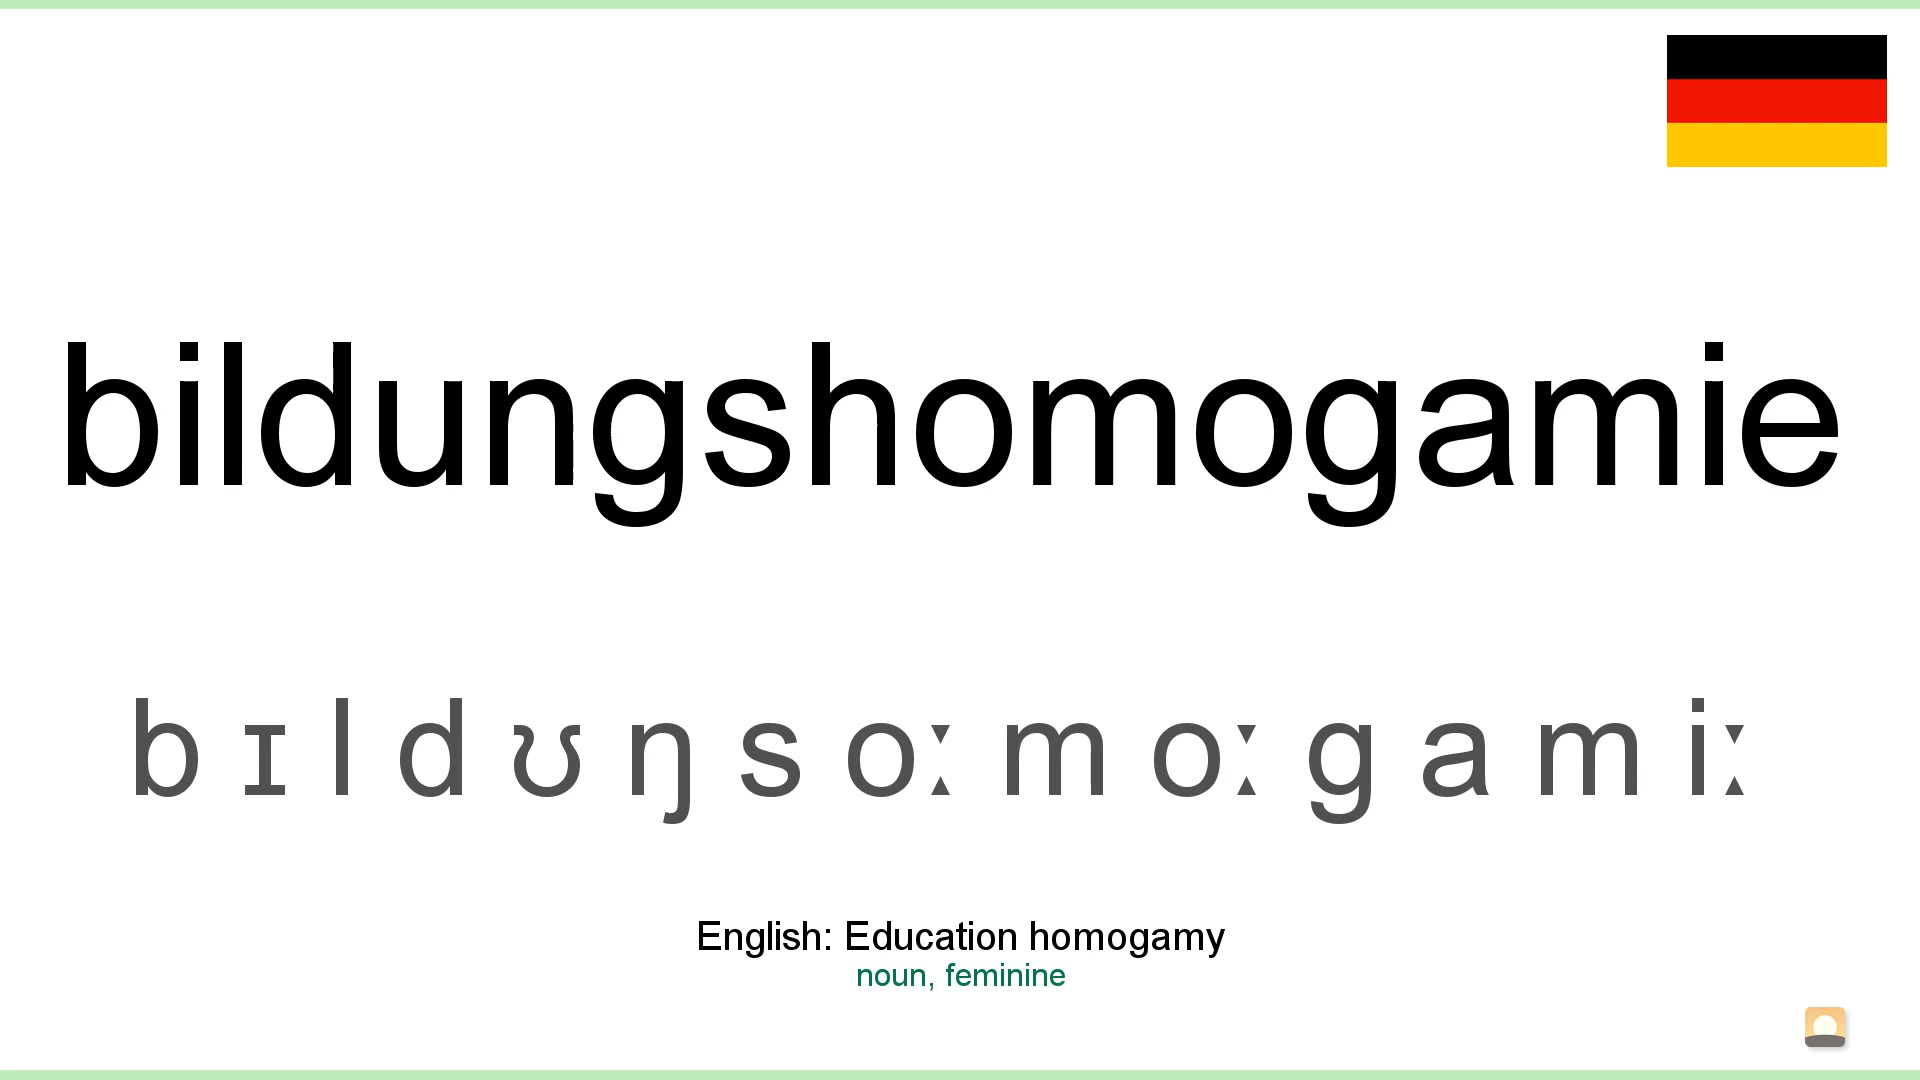 bildungshomogamie
b ɪ l d ʊ ŋ s oː m oː g a m iː
English: Education homogamy
noun, feminine